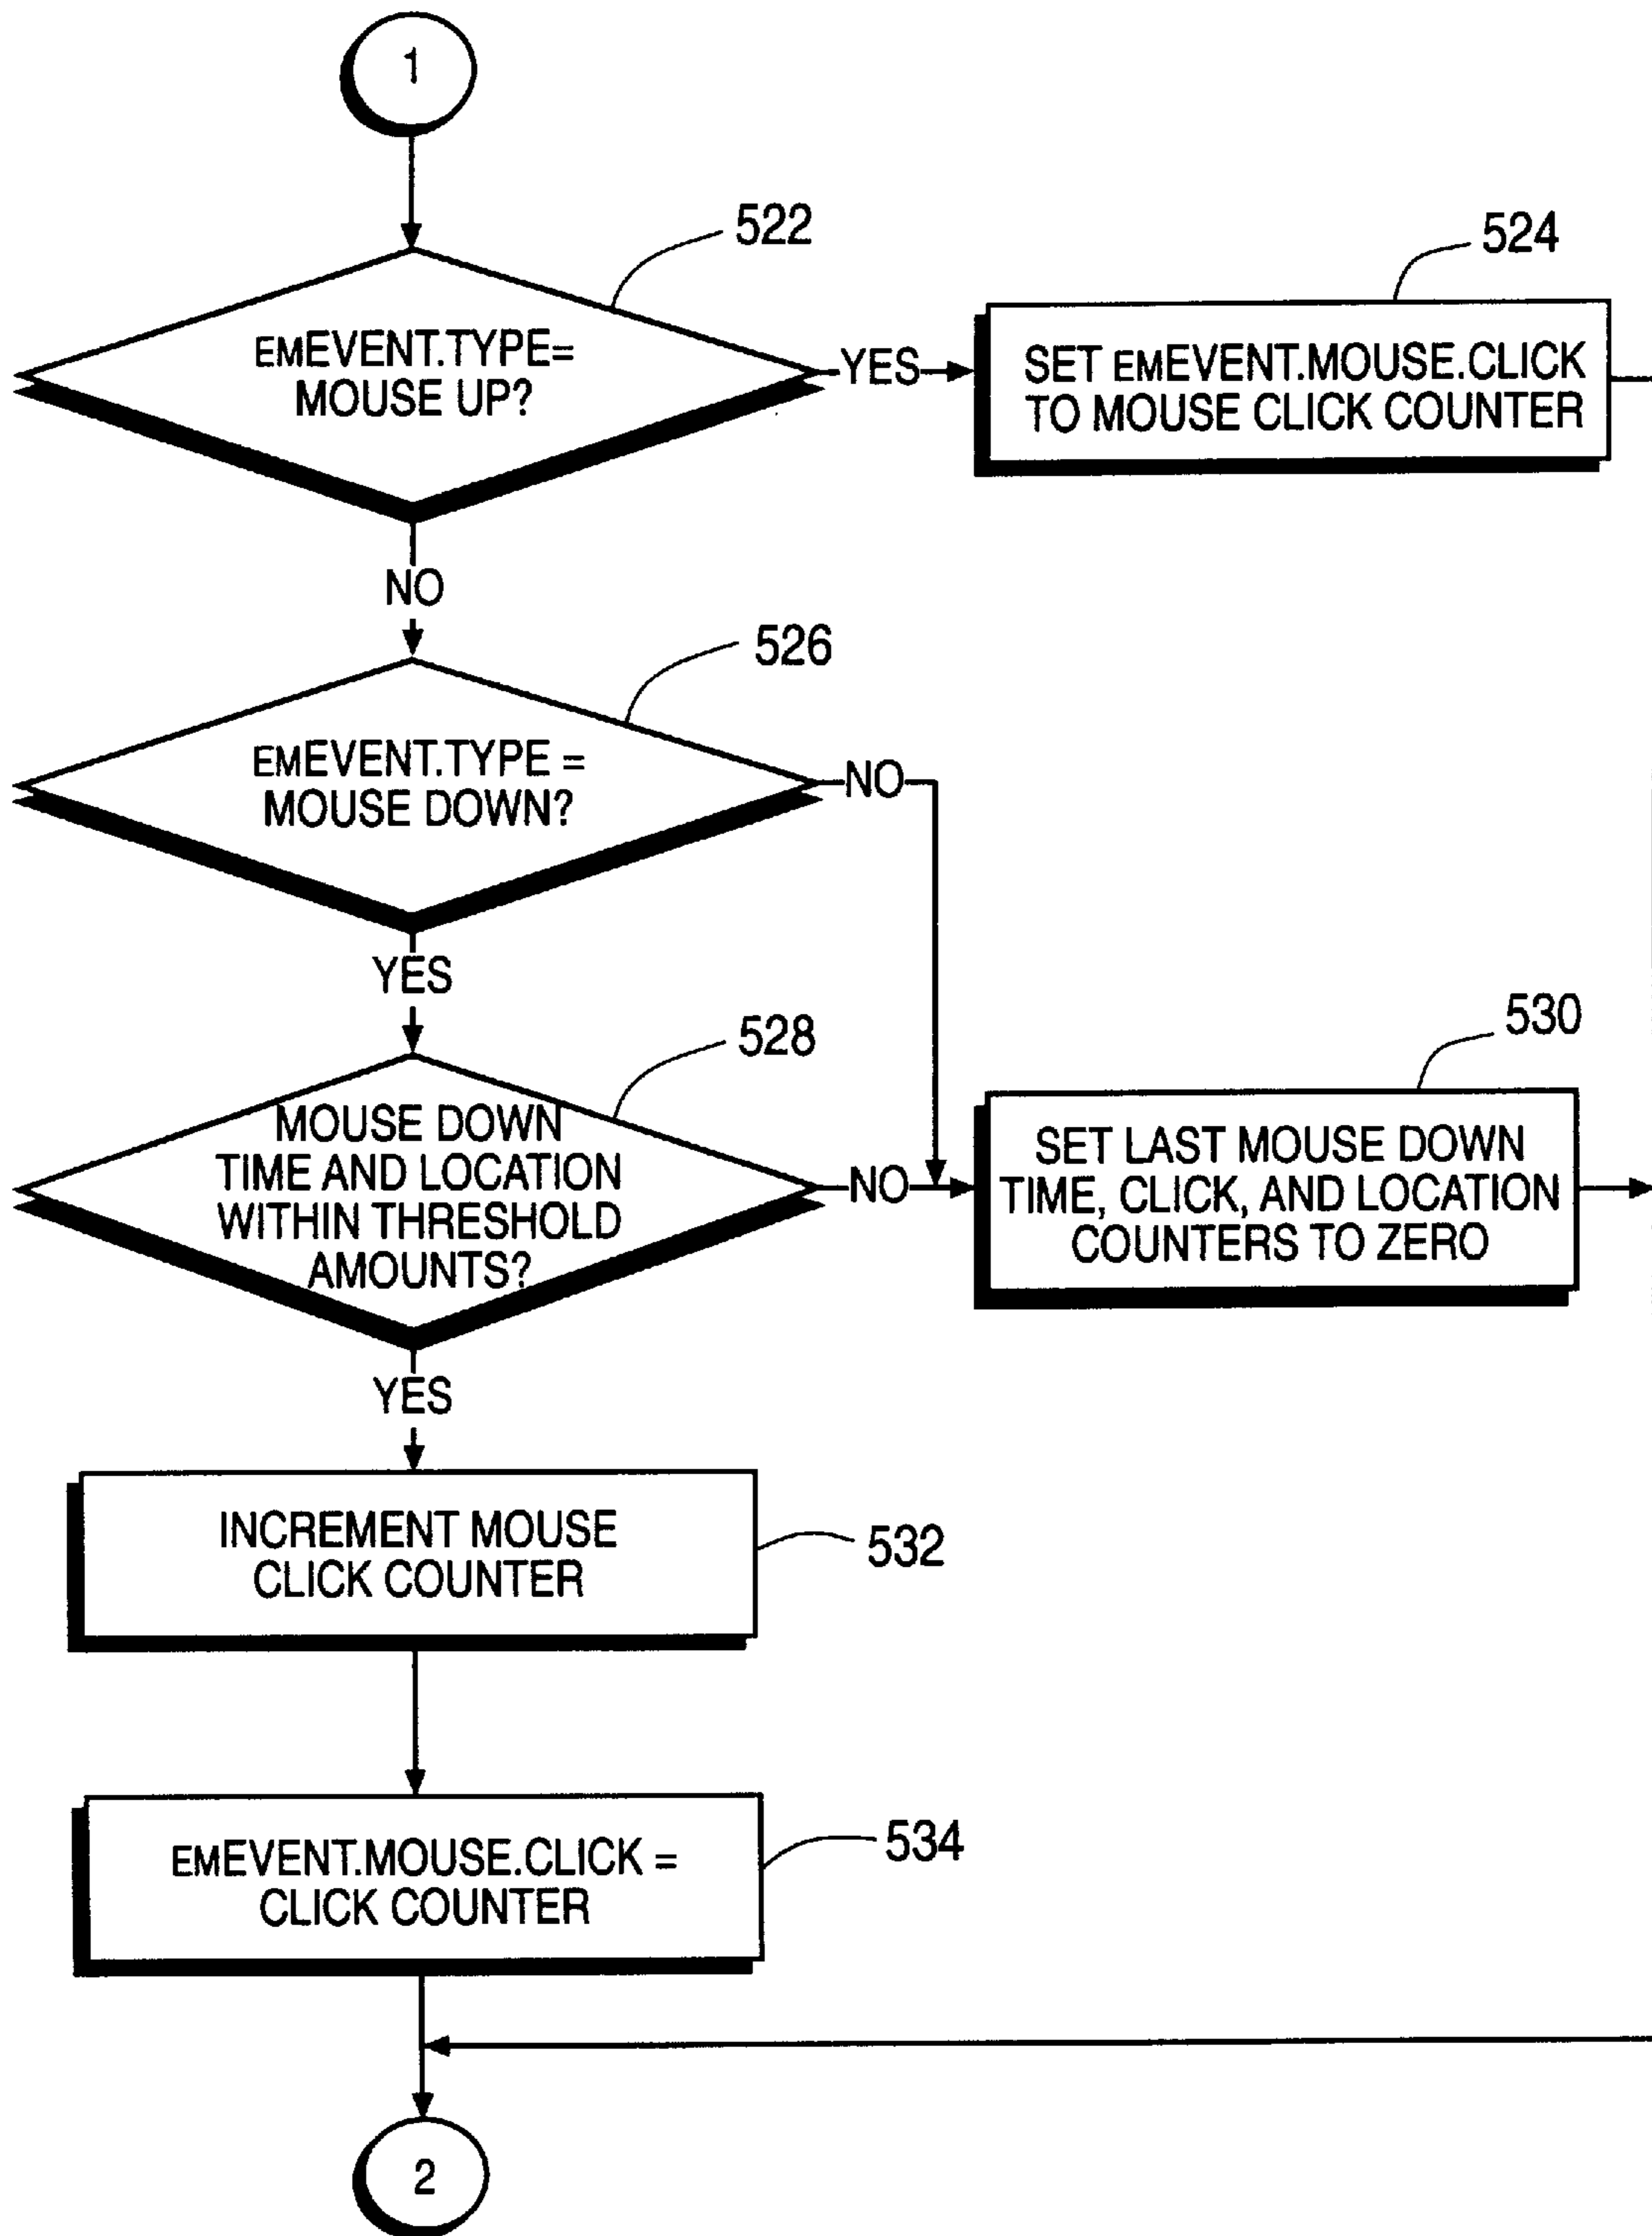 1
522
EMEVENT.TYPE=
MOUSE UP?
YES
524
SET EMEVENT.MOUSE.CLICK
TO MOUSE CLICK COUNTER
NO
526
EMEVENT.TYPE =
MOUSE DOWN?
NO
YES
528
MOUSE DOWN
TIME AND LOCATION
WITHIN THRESHOLD
AMOUNTS?
NO
530
SET LAST MOUSE DOWN
TIME, CLICK, AND LOCATION
COUNTERS TO ZERO
YES
INCREMENT MOUSE
CLICK COUNTER
532
EMEVENT.MOUSE.CLICK =
CLICK COUNTER
534
2